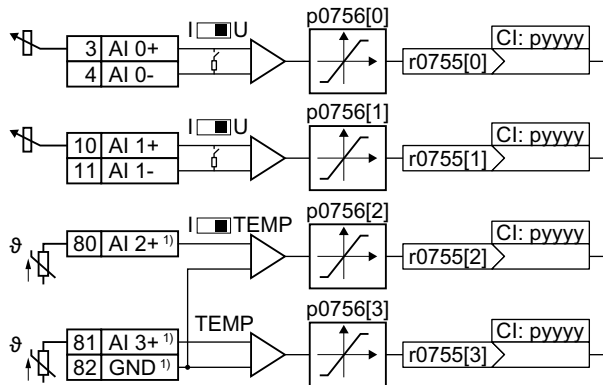 p0756[0]
I U
3 AI 0+
4 AI 0-
CI: pyyyy
r0755[0]
p0756[1]
I U
10 AI 1+
11 AI 1-
CI: pyyyy
r0755[1]
p0756[2]
I TEMP
ϑ 80 AI 2+ 1)
CI: pyyyy
r0755[2]
p0756[3]
TEMP
ϑ 81 AI 3+ 1)
82 GND 1)
CI: pyyyy
r0755[3]